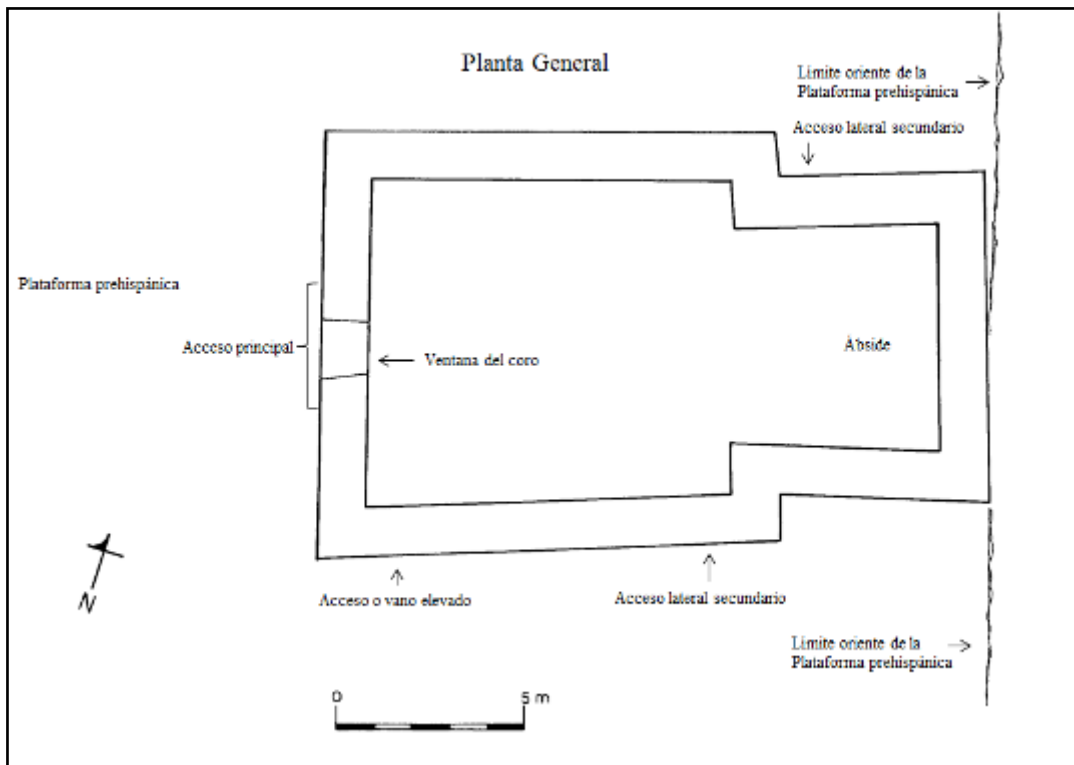 Planta General
Límite oriente de la
Plataforma prehispánica
Acceso lateral secundario
Plataforma prehispánica
Acceso principal
Ventana del coro
Ábside
Acceso o vano elevado
Acceso lateral secundario
N
Límite oriente de la
Plataforma prehispánica
0
5 m